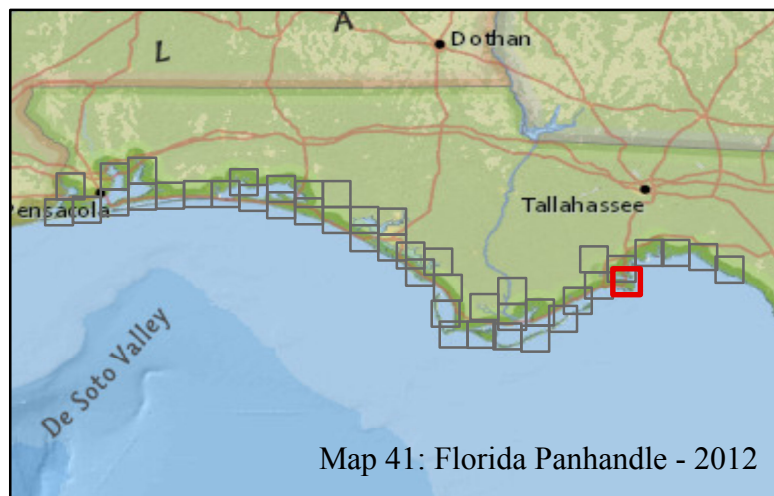 A
L
Dothan
Pensacola
Tallahassee
De Soto Valley
Map 41: Florida Panhandle - 2012